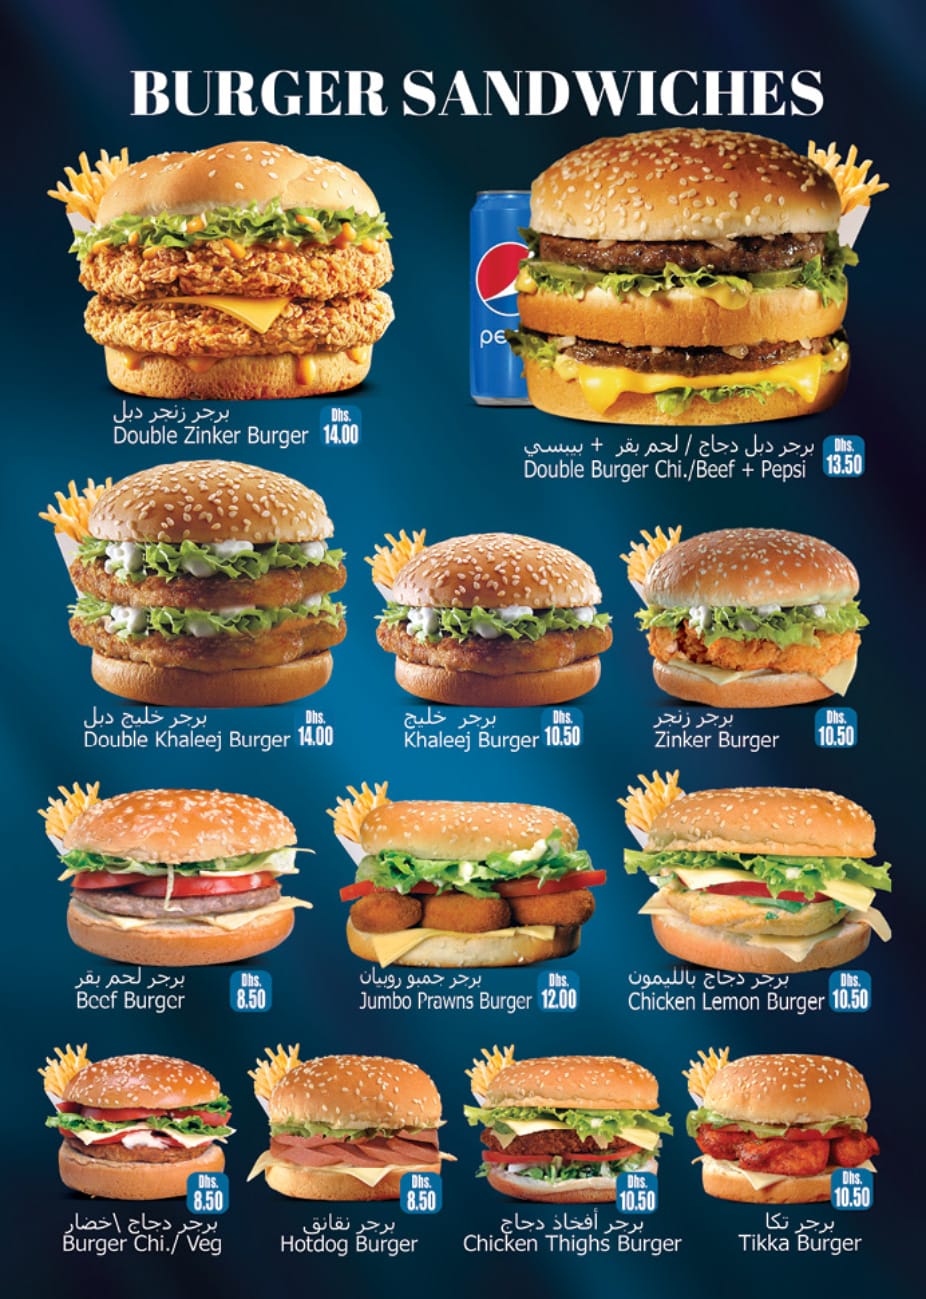 BURGER SANDWICHES
pe
برجر زنجر دبل
Double Zinker Burger
Dhs.
14.00
برجر دبل دجاج / لحم بقر + بيبسي
Double Burger Chi./Beef + Pepsi
Dhs.
13.50
برجر خليج دبل
Double Khaleej Burger
Dhs.
14.00
برجر خليج
Khaleej Burger
Dhs.
10.50
برجر زنجر
Zinker Burger
Dhs.
10.50
برجر لحم بقر
Beef Burger
Dhs.
8.50
برجر جمبو روبيان
Jumbo Prawns Burger
Dhs.
12.00
برجر دجاج بالليمون
Chicken Lemon Burger
Dhs.
10.50
Dhs.
8.50
برجر دجاج \خضار
Burger Chi./ Veg
Dhs.
8.50
برجر نقانق
Hotdog Burger
Dhs.
10.50
برجر أفخاذ دجاج
Chicken Thighs Burger
Dhs.
10.50
برجر تكا
Tikka Burger